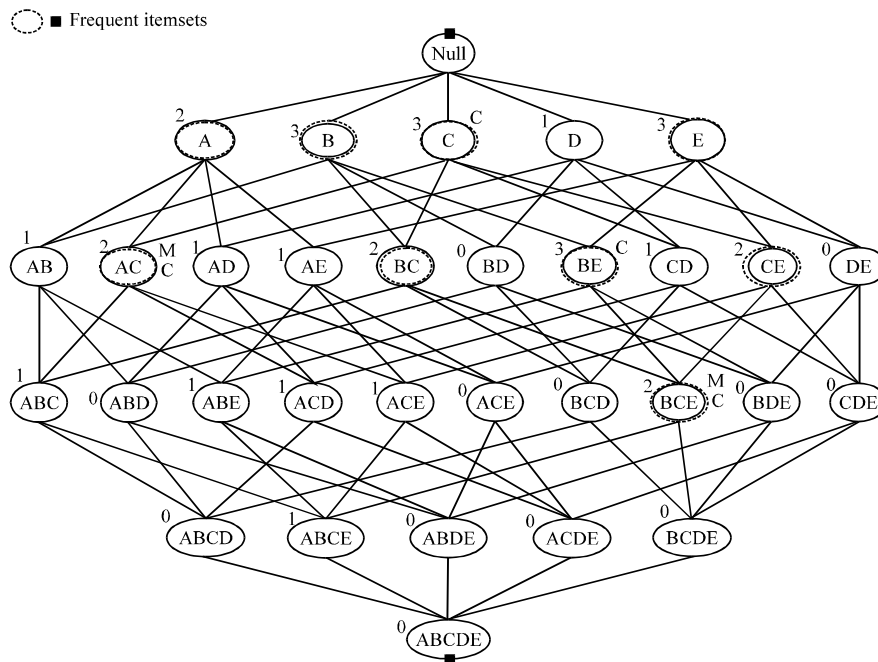 Frequent itemsets
Null
2 A 3 B 3 C C 1 D 3 E
1 AB 2 AC M C 1 AD 1 AE 2 BC 0 BD 3 BE C 1 CD 2 CE 0 DE
1 ABC 0 ABD 1 ABE 1 ACD 1 ACE 0 ACE 0 BCD 2 BCE M C 0 BDE 0 CDE
0 ABCD 1 ABCE 0 ABDE 0 ACDE 0 BCDE
0 ABCDE